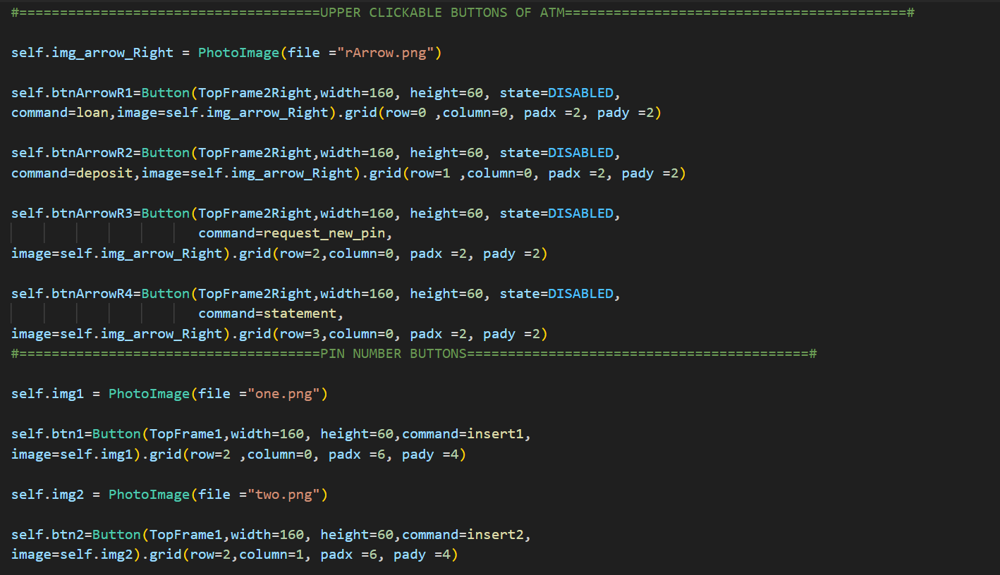 #=====================================UPPER CLICKABLE BUTTONS OF ATM==========================================#
self.img_arrow_Right = PhotoImage(file ="rArrow.png")
self.btnArrowR1=Button(TopFrame2Right,width=160, height=60, state=DISABLED,
command=loan,image=self.img_arrow_Right).grid(row=0 ,column=0, padx =2, pady =2)
self.btnArrowR2=Button(TopFrame2Right,width=160, height=60, state=DISABLED,
command=deposit,image=self.img_arrow_Right).grid(row=1 ,column=0, padx =2, pady =2)
self.btnArrowR3=Button(TopFrame2Right,width=160, height=60, state=DISABLED,
command=request_new_pin,
image=self.img_arrow_Right).grid(row=2,column=0, padx =2, pady =2)
self.btnArrowR4=Button(TopFrame2Right,width=160, height=60, state=DISABLED,
command=statement,
image=self.img_arrow_Right).grid(row=3,column=0, padx =2, pady =2)
#=====================================PIN NUMBER BUTTONS==========================================#
self.img1 = PhotoImage(file ="one.png")
self.btn1=Button(TopFrame1,width=160, height=60,command=insert1,
image=self.img1).grid(row=2 ,column=0, padx =6, pady =4)
self.img2 = PhotoImage(file ="two.png")
self.btn2=Button(TopFrame1,width=160, height=60,command=insert2,
image=self.img2).grid(row=2,column=1, padx =6, pady =4)